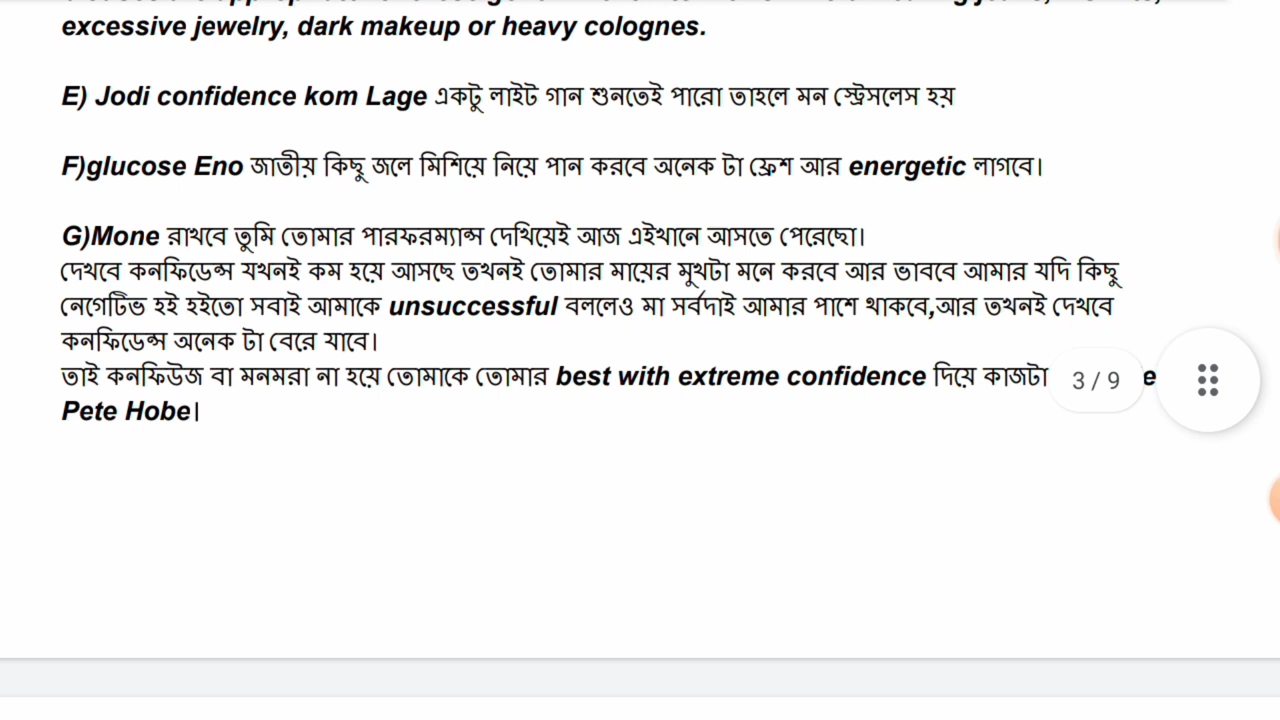 excessive jewelry, dark makeup or heavy colognes.
E) Jodi confidence kom Lage একটু লাইট গান শুনতেই পারো তাহলে মন স্ট্রেসলেস হয়
F)glucose Eno জাতীয় কিছু জলে মিশিয়ে নিয়ে পান করবে অনেক টা ফ্রেশ আর energetic লাগবে।
G)Mone রাখবে তুমি তোমার পারফরম্যান্স দেখিয়েই আজ এইখানে আসতে পেরেছো।
দেখবে কনফিডেন্স যখনই কম হয়ে আসছে তখনই তোমার মায়ের মুখটা মনে করবে আর ভাববে আমার যদি কিছু
নেগেটিভ হই হইতো সবাই আমাকে unsuccessful বললেও মা সর্বদাই আমার পাশে থাকবে,আর তখনই দেখবে
কনফিডেন্স অনেক টা বেরে যাবে।
তাই কনফিউজ বা মনমরা না হয়ে তোমাকে তোমার best with extreme confidence দিয়ে কাজটা
3 / 9
Pete Hobe।